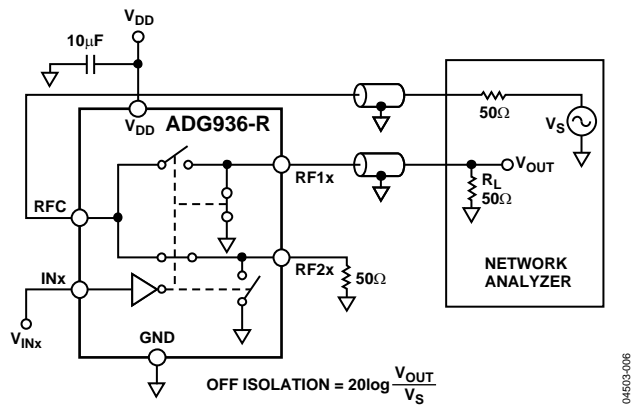 VDD
10μF
VDD
ADG936-R
50Ω
VS
RF1x
VOUT
RL
50Ω
RFC
RF2x
50Ω
INx
NETWORK
ANALYZER
VINx
GND
OFF ISOLATION = 20log VOUT
VS
04503-006